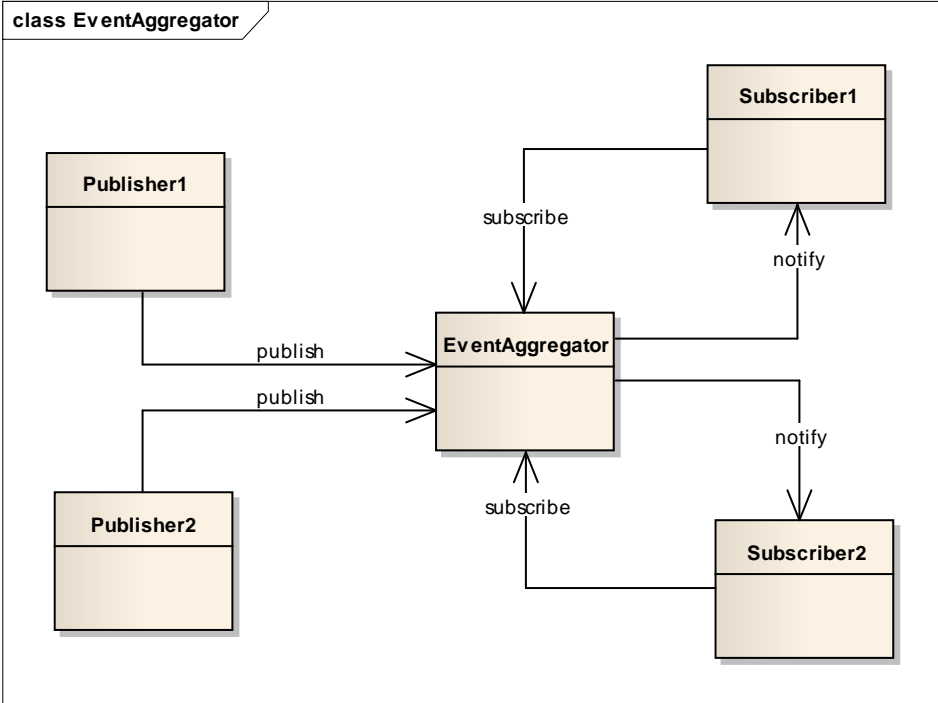 class EventAggregator
Subscriber1
Publisher1
subscribe
notify
EventAggregator
publish
publish
notify
subscribe
Publisher2
Subscriber2